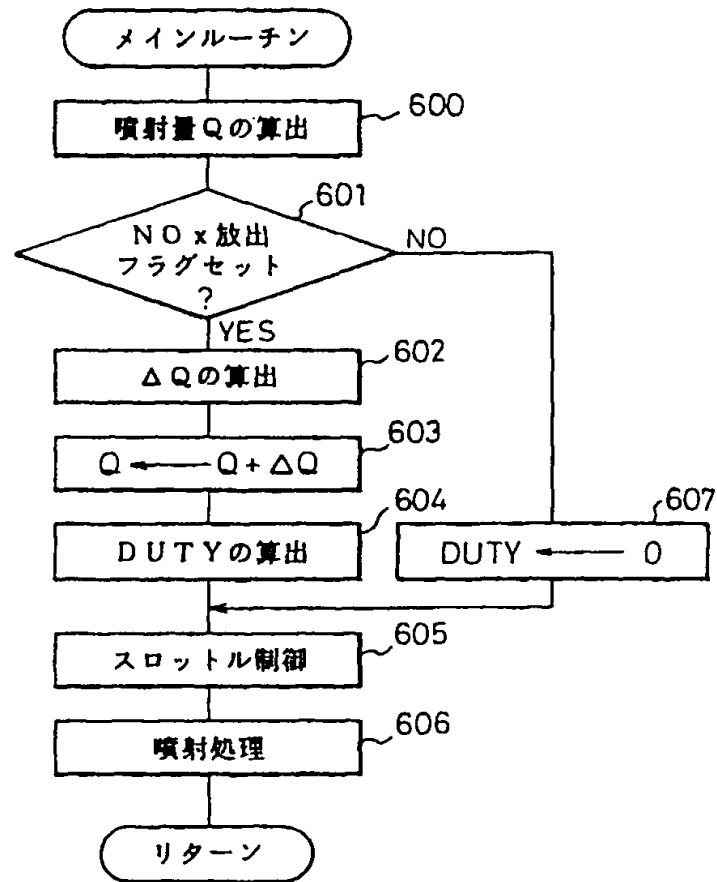 メインルーチン
600
噴射量Qの算出
601
NOx放出
フラグセット
?
NO
YES
602
ΔQの算出
603
Q ← Q + ΔQ
604
DUTYの算出
607
DUTY ← 0
605
スロットル制御
606
噴射処理
リターン